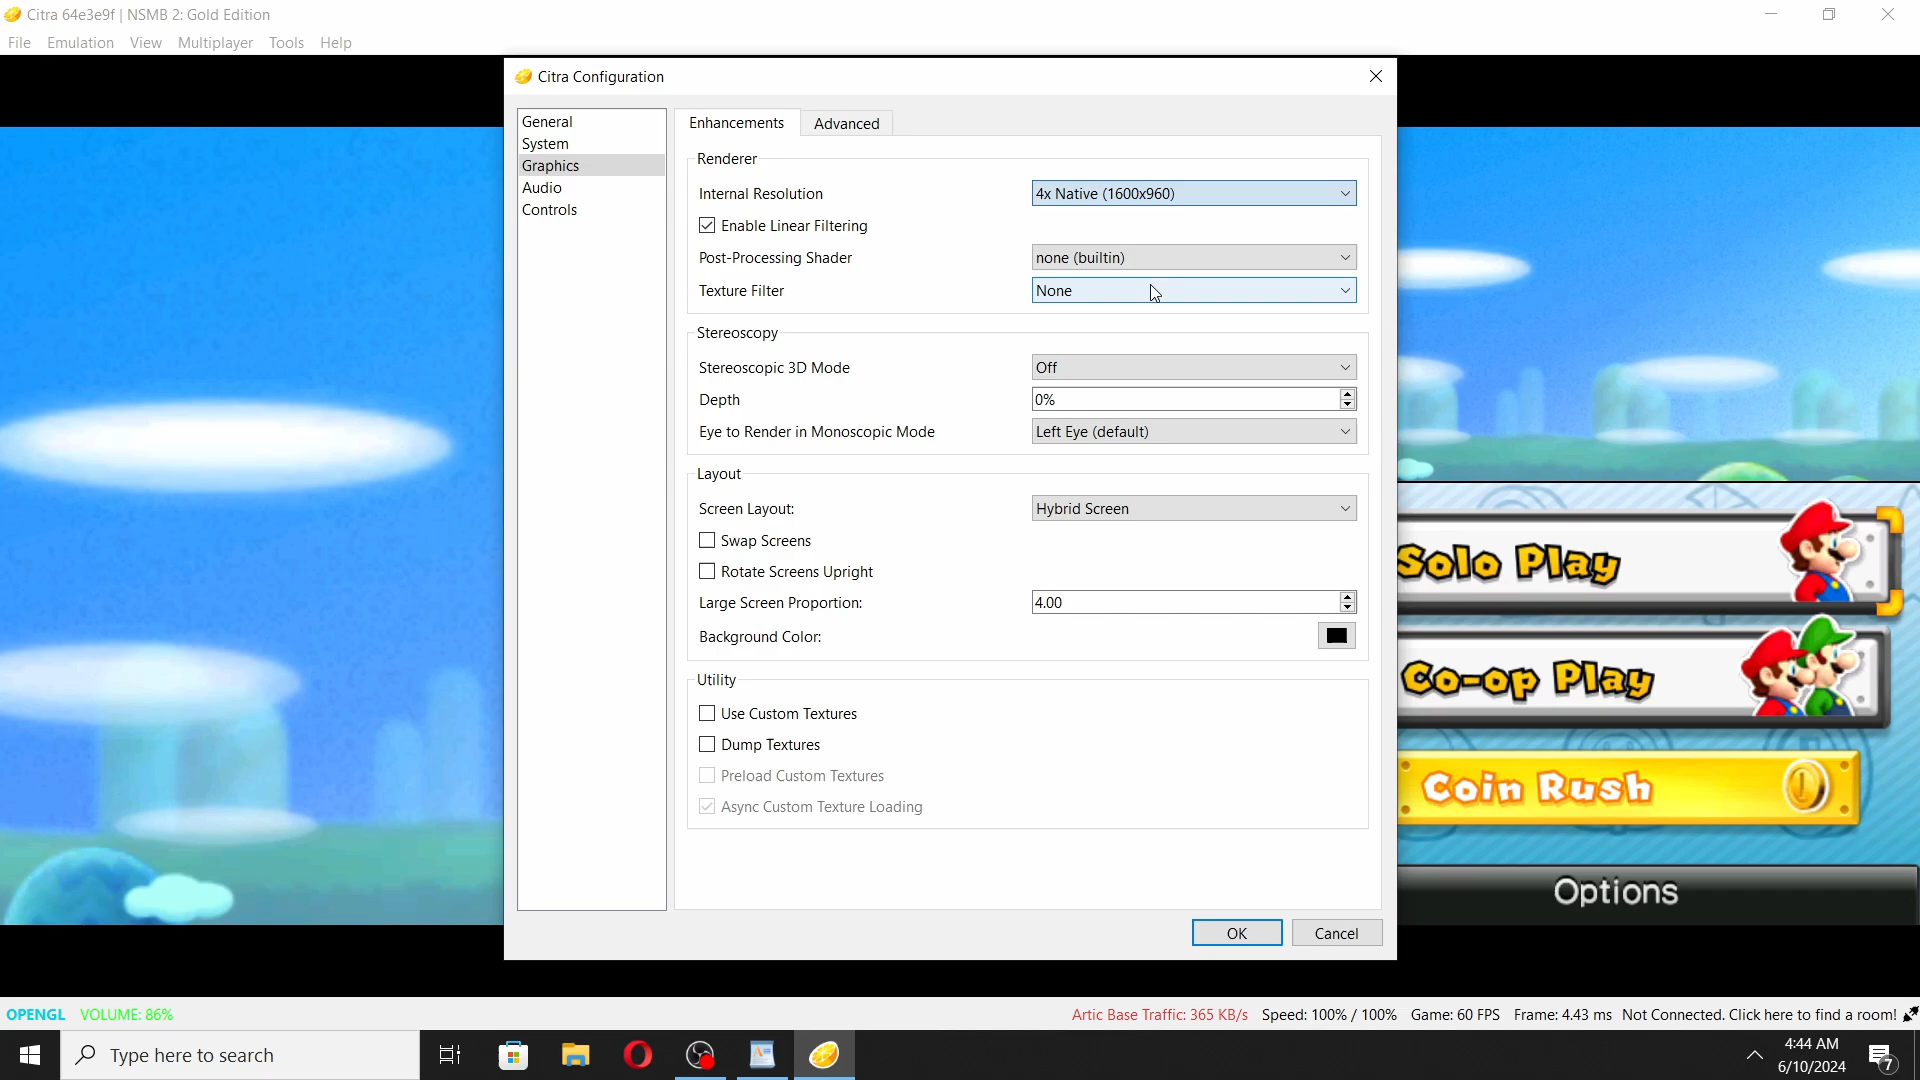 Citra 64e3e9f | NSMB 2: Gold Edition
File Emulation View Multiplayer Tools Help
Citra Configuration
General
System
Graphics
Audio
Controls
Enhancements Advanced
Renderer
Internal Resolution 4x Native (1600x960)
Enable Linear Filtering
Post-Processing Shader none (builtin)
Texture Filter None
Stereoscopy
Stereoscopic 3D Mode Off
Depth 0%
Eye to Render in Monoscopic Mode Left Eye (default)
Layout
Screen Layout: Hybrid Screen
Swap Screens
Rotate Screens Upright
Large Screen Proportion: 4.00
Background Color:
Utility
Use Custom Textures
Dump Textures
Preload Custom Textures
Async Custom Texture Loading
OK Cancel
Solo Play
Co-op Play
Coin Rush
Options
OPENGL VOLUME: 86% Artic Base Traffic: 365 KB/s Speed: 100% / 100% Game: 60 FPS Frame: 4.43 ms Not Connected. Click here to find a room!
Type here to search
4:44 AM
6/10/2024
7